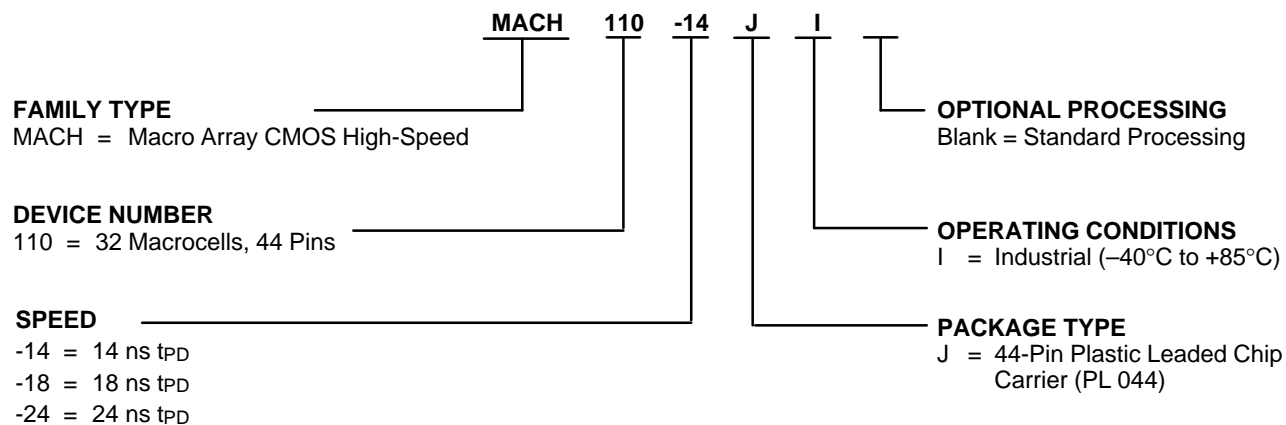 MACH 110 -14 J I
FAMILY TYPE
MACH = Macro Array CMOS High-Speed
DEVICE NUMBER
110 = 32 Macrocells, 44 Pins
SPEED
-14 = 14 ns tPD
-18 = 18 ns tPD
-24 = 24 ns tPD
OPTIONAL PROCESSING
Blank = Standard Processing
OPERATING CONDITIONS
I = Industrial (–40°C to +85°C)
PACKAGE TYPE
J = 44-Pin Plastic Leaded Chip
Carrier (PL 044)